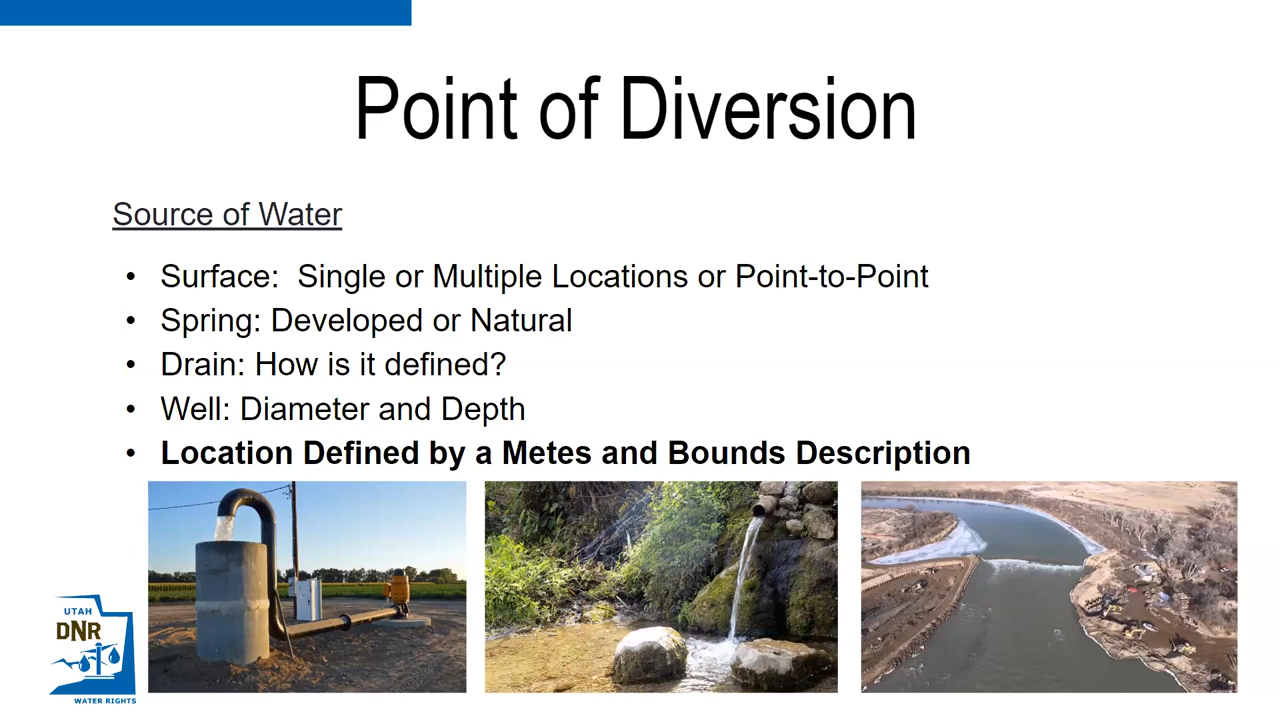 Point of Diversion
Source of Water
• Surface:  Single or Multiple Locations or Point-to-Point
• Spring: Developed or Natural
• Drain: How is it defined?
• Well: Diameter and Depth
• Location Defined by a Metes and Bounds Description
UTAH
DNR
WATER RIGHTS